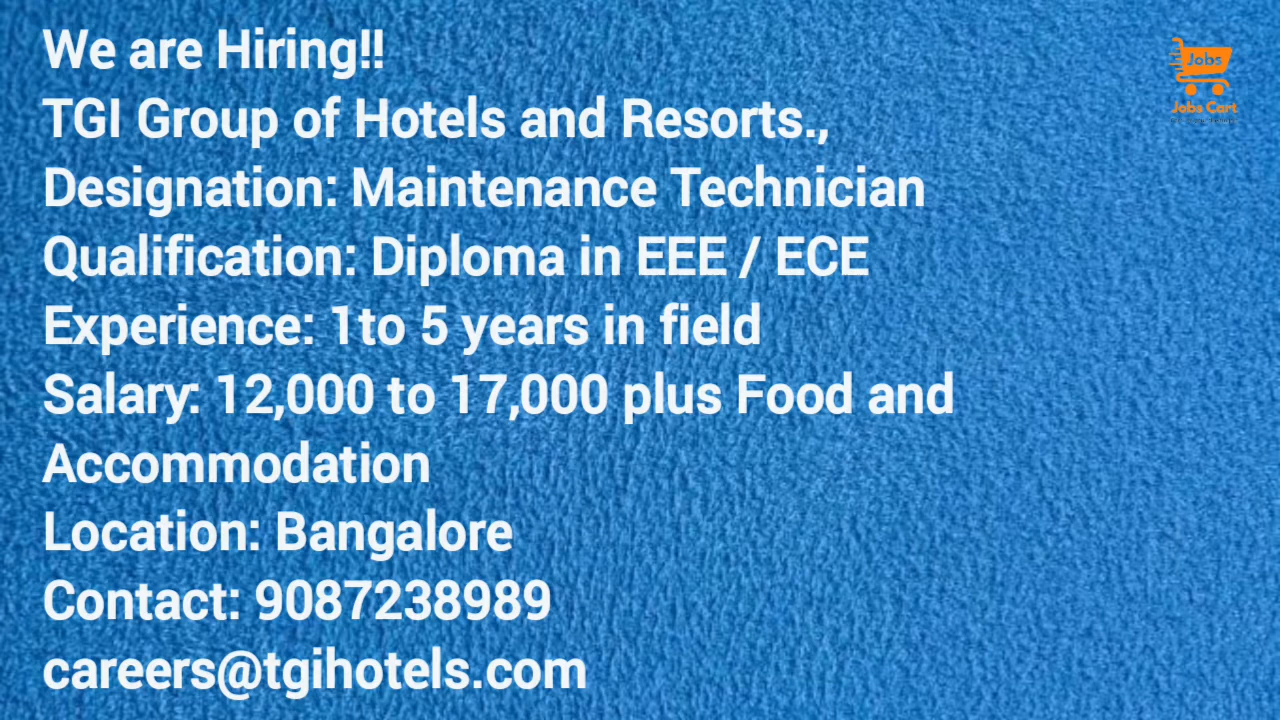 We are Hiring!!
TGI Group of Hotels and Resorts.,
Designation: Maintenance Technician
Qualification: Diploma in EEE / ECE
Experience: 1to 5 years in field
Salary: 12,000 to 17,000 plus Food and
Accommodation
Location: Bangalore
Contact: 9087238989
careers@tgihotels.com
Jobs
Jobs Cart